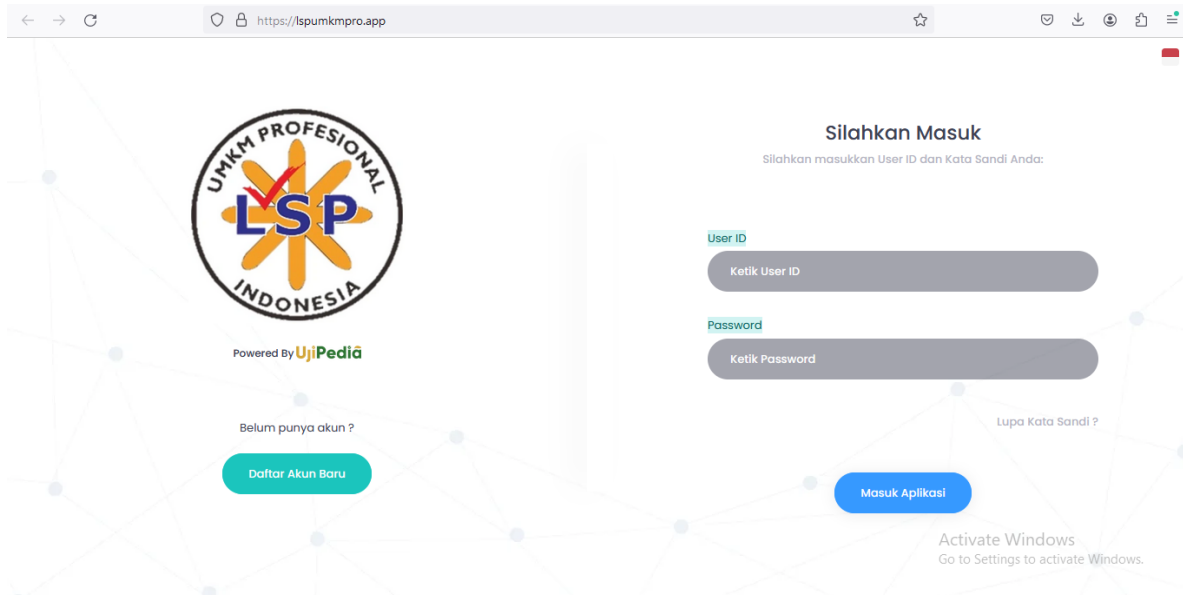 https://lspumkmpro.app
UMKM PROFESIONAL
LSP
INDONESIA
Powered By UjiPedia
Belum punya akun ?
Daftar Akun Baru
Silahkan Masuk
Silahkan masukkan User ID dan Kata Sandi Anda:
User ID
Ketik User ID
Password
Ketik Password
Lupa Kata Sandi ?
Masuk Aplikasi
Activate Windows
Go to Settings to activate Windows.